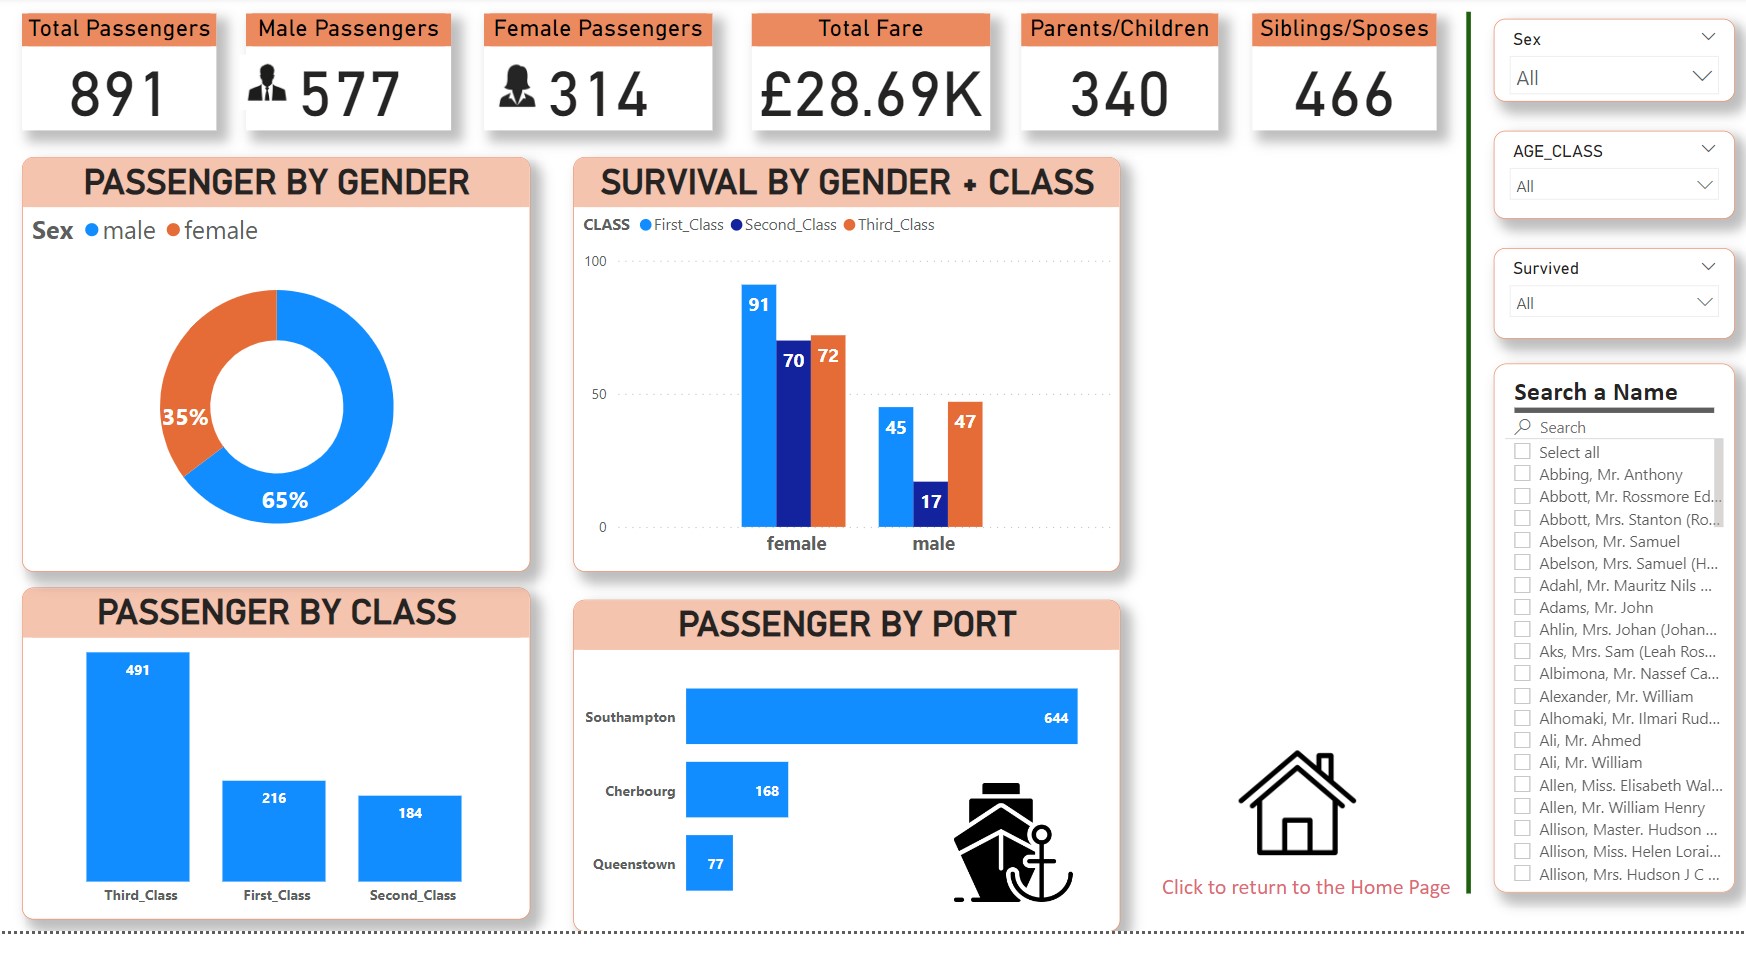 Total Passengers
891
Male Passengers
577
Female Passengers
314
Total Fare
£28.69K
Parents/Children
340
Siblings/Sposes
466
PASSENGER BY GENDER
Sex male female
35%
65%
SURVIVAL BY GENDER + CLASS
CLASS First_Class Second_Class Third_Class
100
50
0
91
70
72
45
17
47
female male
PASSENGER BY CLASS
491
216
184
Third_Class First_Class Second_Class
PASSENGER BY PORT
Southampton 644
Cherbourg 168
Queenstown 77
Click to return to the Home Page
Sex
All
AGE_CLASS
All
Survived
All
Search a Name
Search
Select all
Abbing, Mr. Anthony
Abbott, Mr. Rossmore Ed...
Abbott, Mrs. Stanton (Ro...
Abelson, Mr. Samuel
Abelson, Mrs. Samuel (H...
Adahl, Mr. Mauritz Nils ...
Adams, Mr. John
Ahlin, Mrs. Johan (Johan...
Aks, Mrs. Sam (Leah Ros...
Albimona, Mr. Nassef Ca...
Alexander, Mr. William
Alhomaki, Mr. Ilmari Rud...
Ali, Mr. Ahmed
Ali, Mr. William
Allen, Miss. Elisabeth Wal...
Allen, Mr. William Henry
Allison, Master. Hudson ...
Allison, Miss. Helen Lorai...
Allison, Mrs. Hudson J C ...